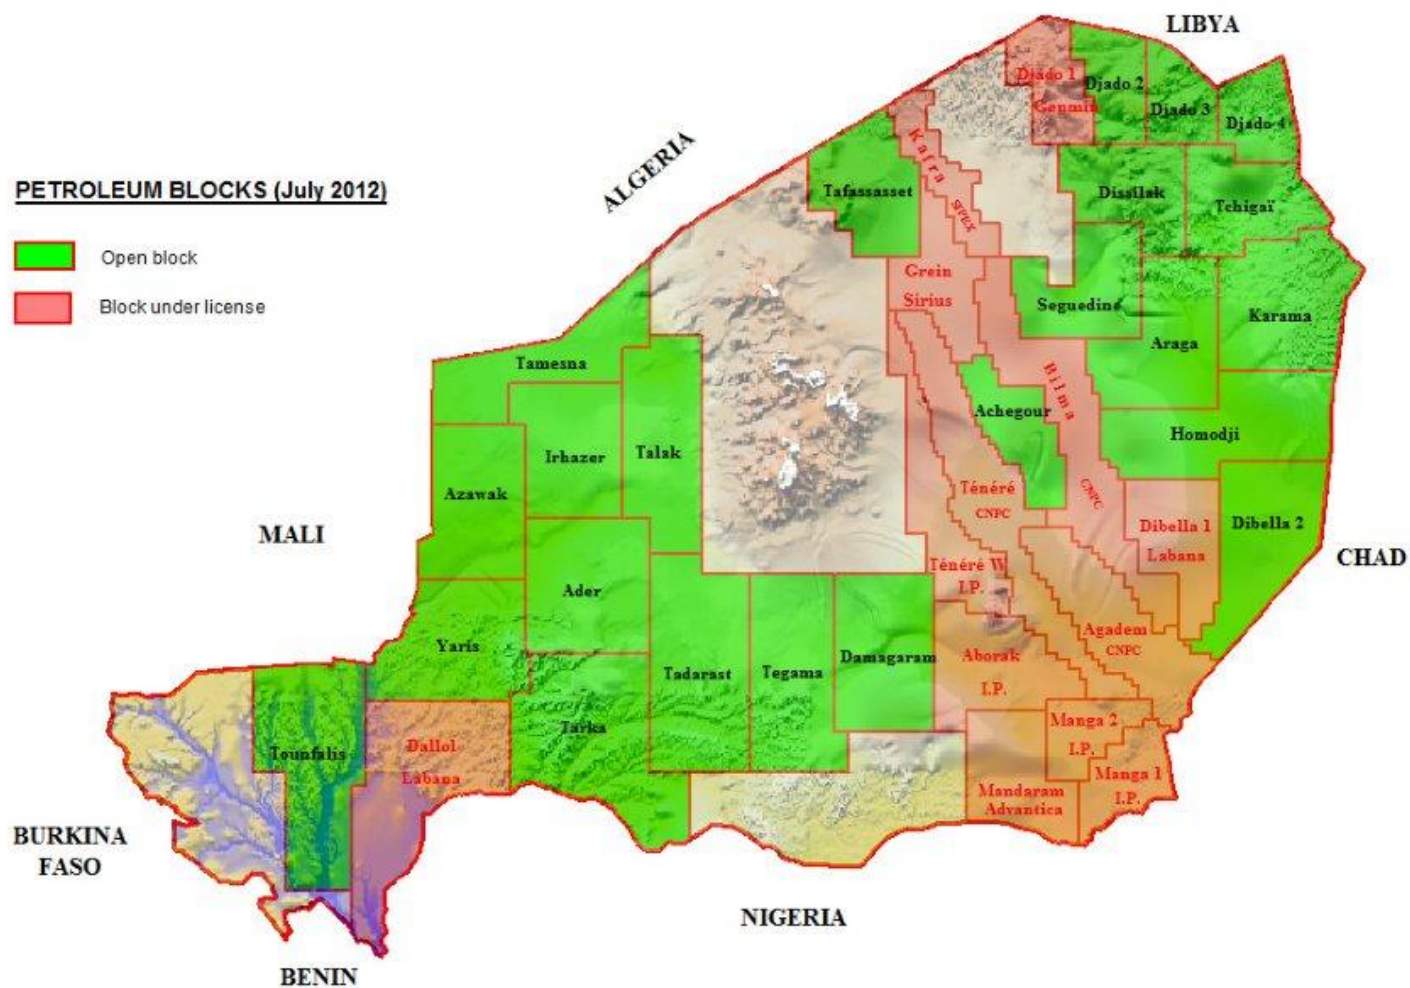 LIBYA
ALGERIA
PETROLEUM BLOCKS (July 2012)
Open block
Block under license
Djado 1
Genmin
Djado 2
Djado 3
Djado 4
Kafra
SIPEX
Tafassasset
Dissilak
Tchigaï
Grein
Sirius
Seguedine
Karama
Araga
Tamesna
Bilma
CNPC
Achegour
Homodji
Talak
Irhazer
Azawak
Ténéré
CNPC
Dibella 1
Labana
Dibella 2
MALI
CHAD
Ténéré W
I.P.
Ader
Agadem
CNPC
Yaris
Aborak
I.P.
Damagaram
Tegama
Tadarast
Tarka
Manga 2
I.P.
Manga 1
I.P.
Dallol
Labana
Tounfalis
Mandaram
Advantica
BURKINA
FASO
NIGERIA
BENIN